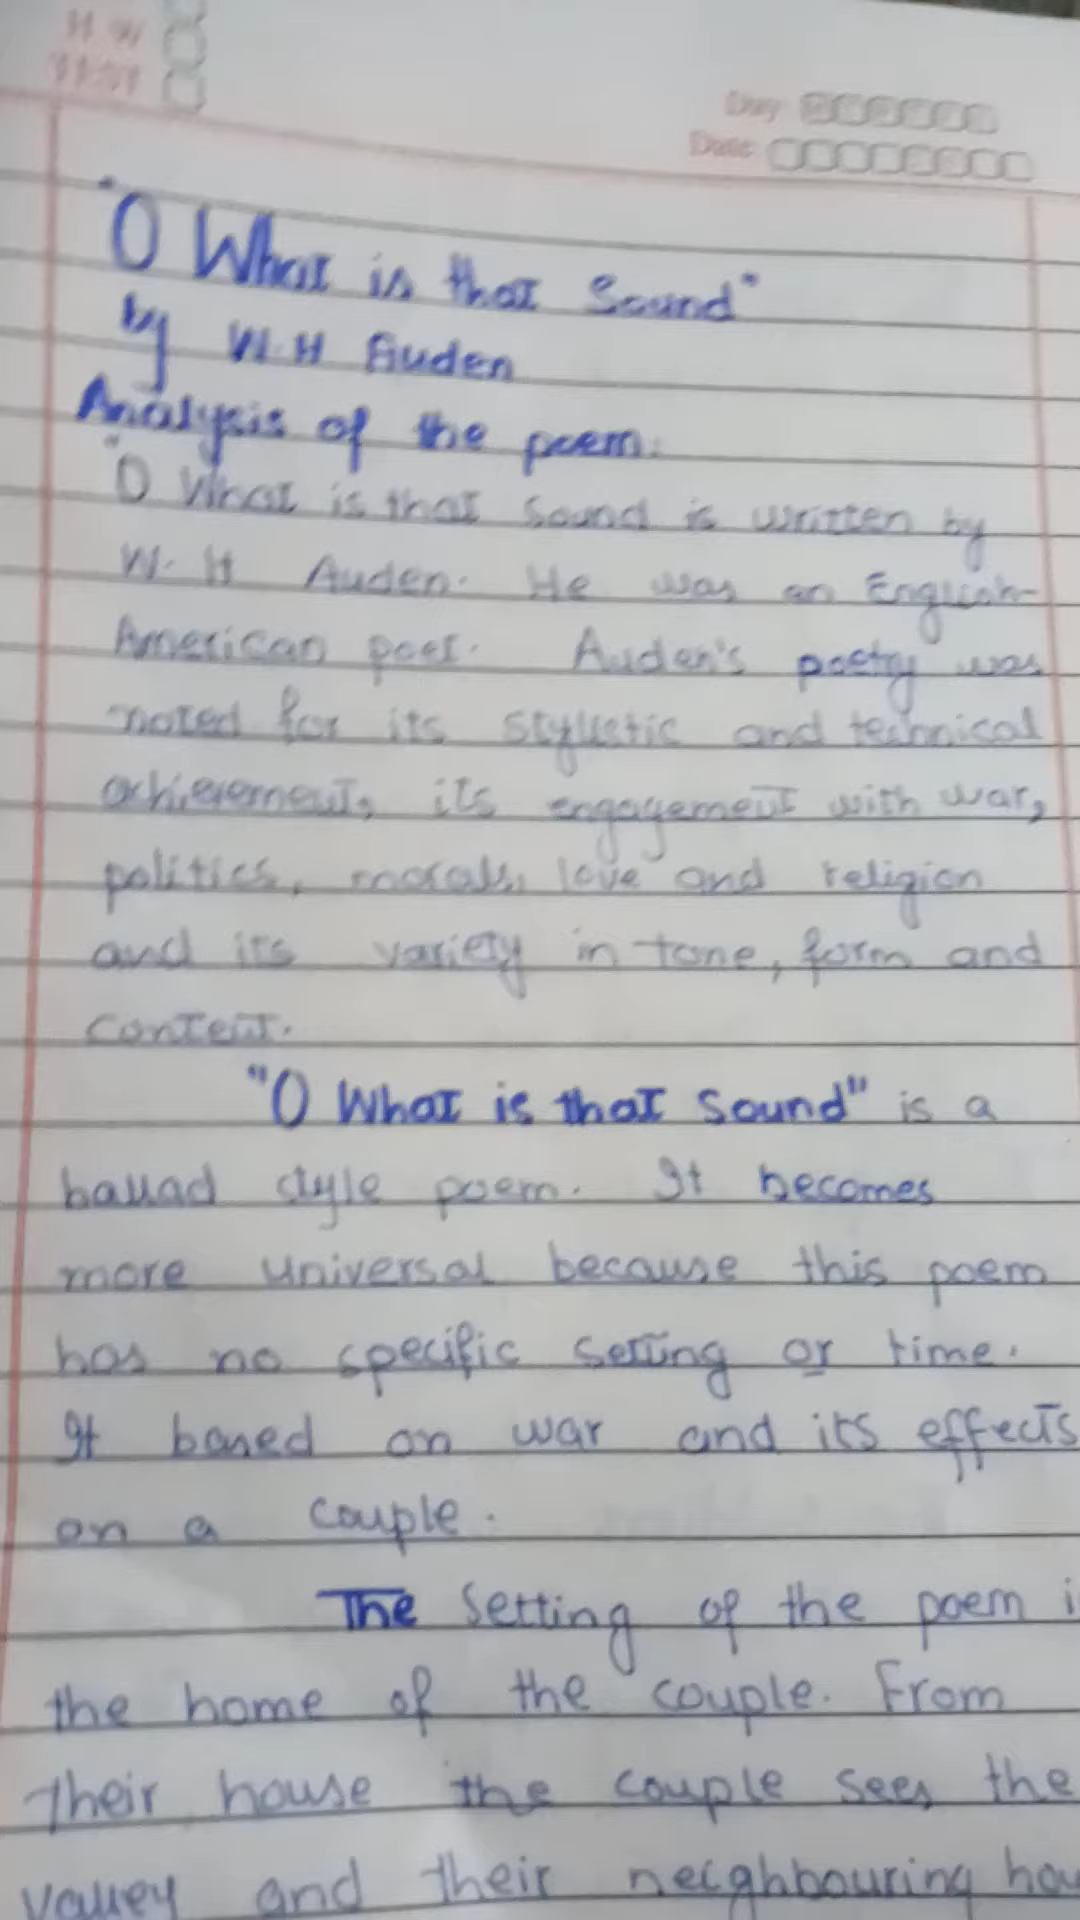 H W
Day
Date
"O What is that Sound"
by W.H Auden
Analysis of the poem.
"O What is that Sound is written by
W. H Auden. He was an English-
American poet. Auden's poetry was
noted for its stylistic and technical
achievement, its engagement with war,
politics, morals, love and religion
and its variety in tone, form and
content.
"O What is that Sound" is a
ballad style poem. It becomes
more universal because this poem
has no specific setting or time.
It based on war and its effects
on a couple.
The Setting of the poem i
the home of the couple. From
their house the couple sees the
valley and their neighbouring hou